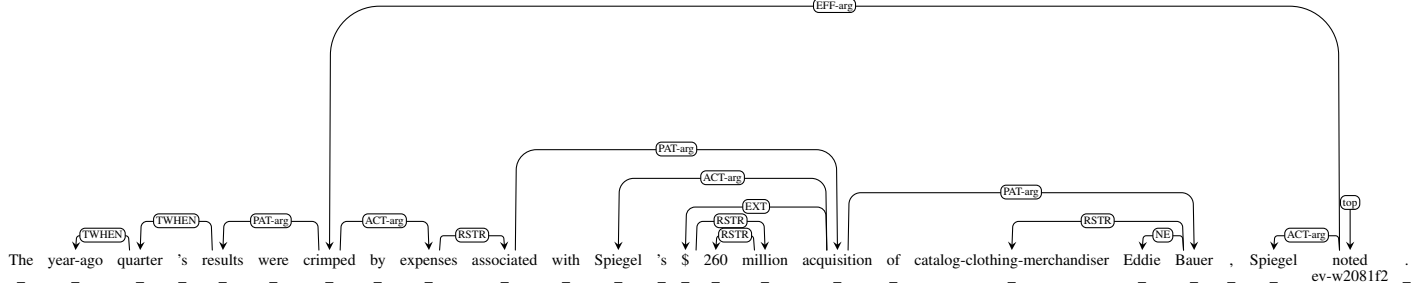 EFF-arg
PAT-arg
ACT-arg
EXT PAT-arg
top
TWHEN PAT-arg ACT-arg RSTR RSTR
TWHEN RSTR RSTR NE ACT-arg
The year-ago quarter 's results were crimped by expenses associated with Spiegel 's $ 260 million acquisition of catalog-clothing-merchandiser Eddie Bauer , Spiegel noted .
_ _ _ _ _ _ _ _ _ _ _ _ _ _ _ _ _ _ _ _ _ _ _ ev-w2081f2 _